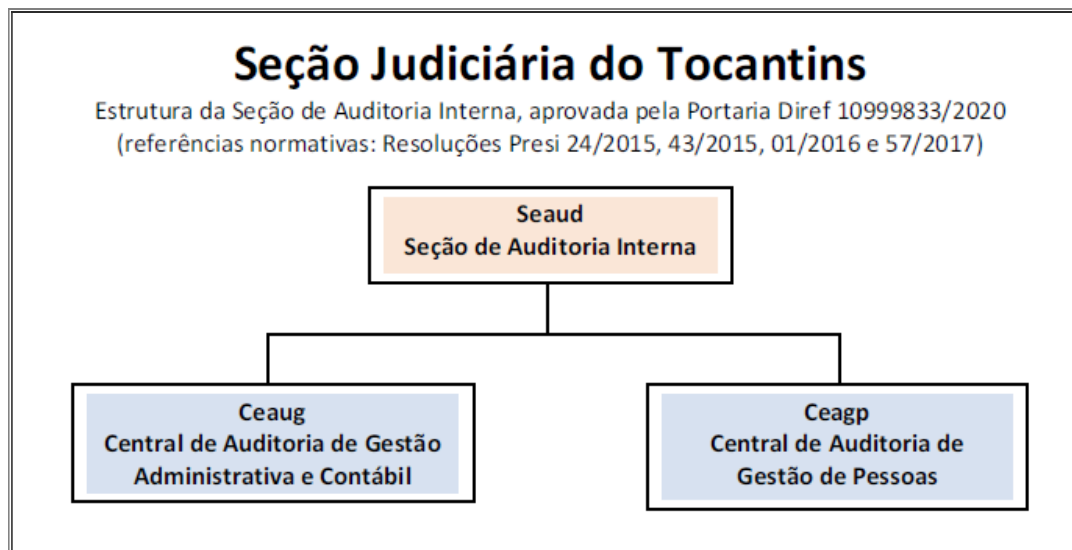 Seção Judiciária do Tocantins
Estrutura da Seção de Auditoria Interna, aprovada pela Portaria Diref 10999833/2020
(referências normativas: Resoluções Presi 24/2015, 43/2015, 01/2016 e 57/2017)
Seaud
Seção de Auditoria Interna
Ceaug
Central de Auditoria de Gestão
Administrativa e Contábil
Ceagp
Central de Auditoria de
Gestão de Pessoas